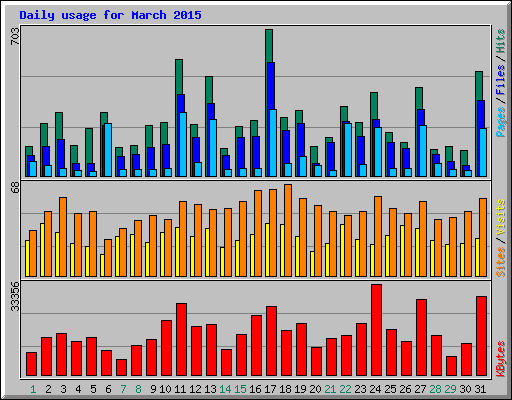 Daily usage for March 2015
703
Pages / Files / Hits
68
Sites / Visits
33356
KBytes
1 2 3 4 5 6 7 8 9 10 11 12 13 14 15 16 17 18 19 20 21 22 23 24 25 26 27 28 29 30 31